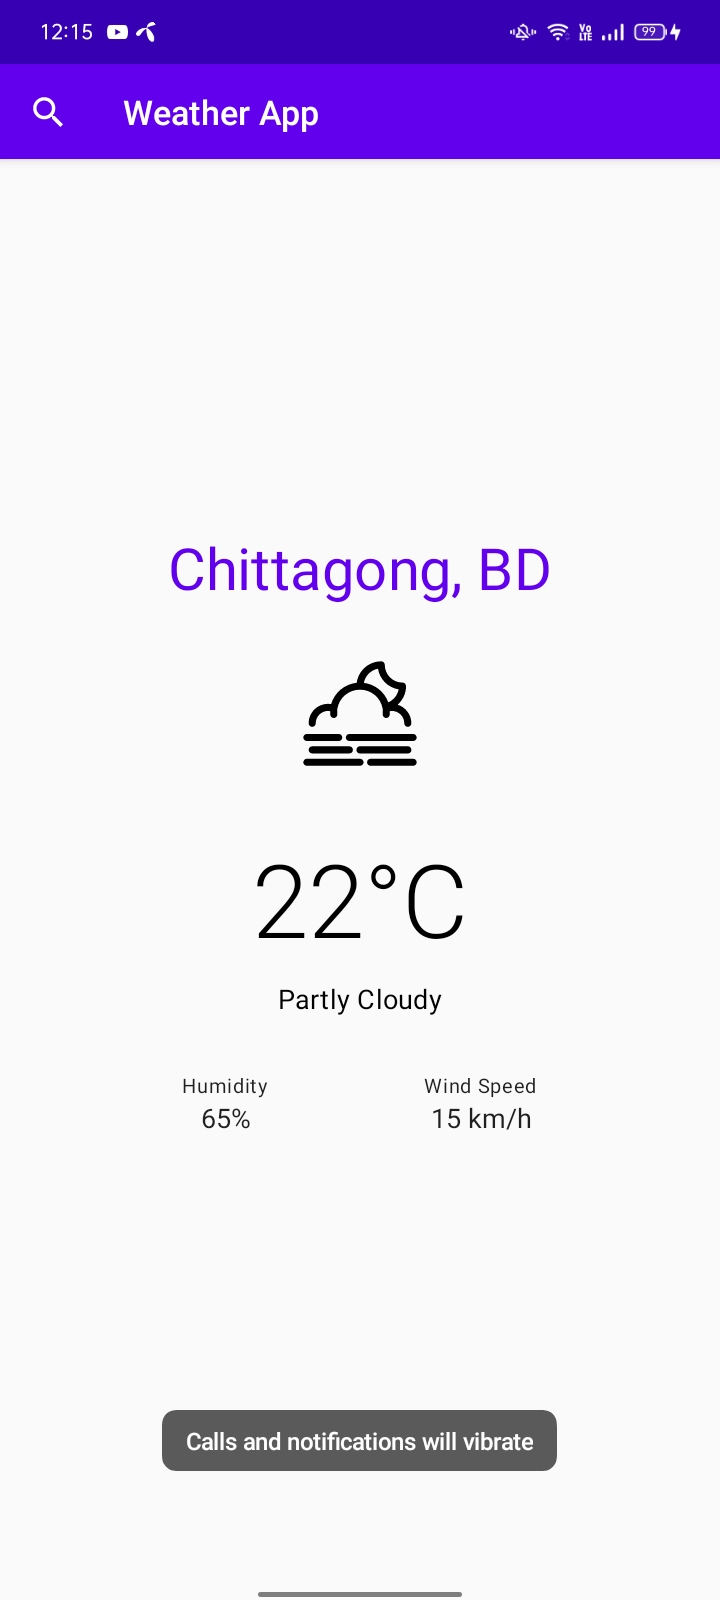 12:15 Vo LTE 99
Weather App
Chittagong, BD
22°C
Partly Cloudy
Humidity Wind Speed
65% 15 km/h
Calls and notifications will vibrate